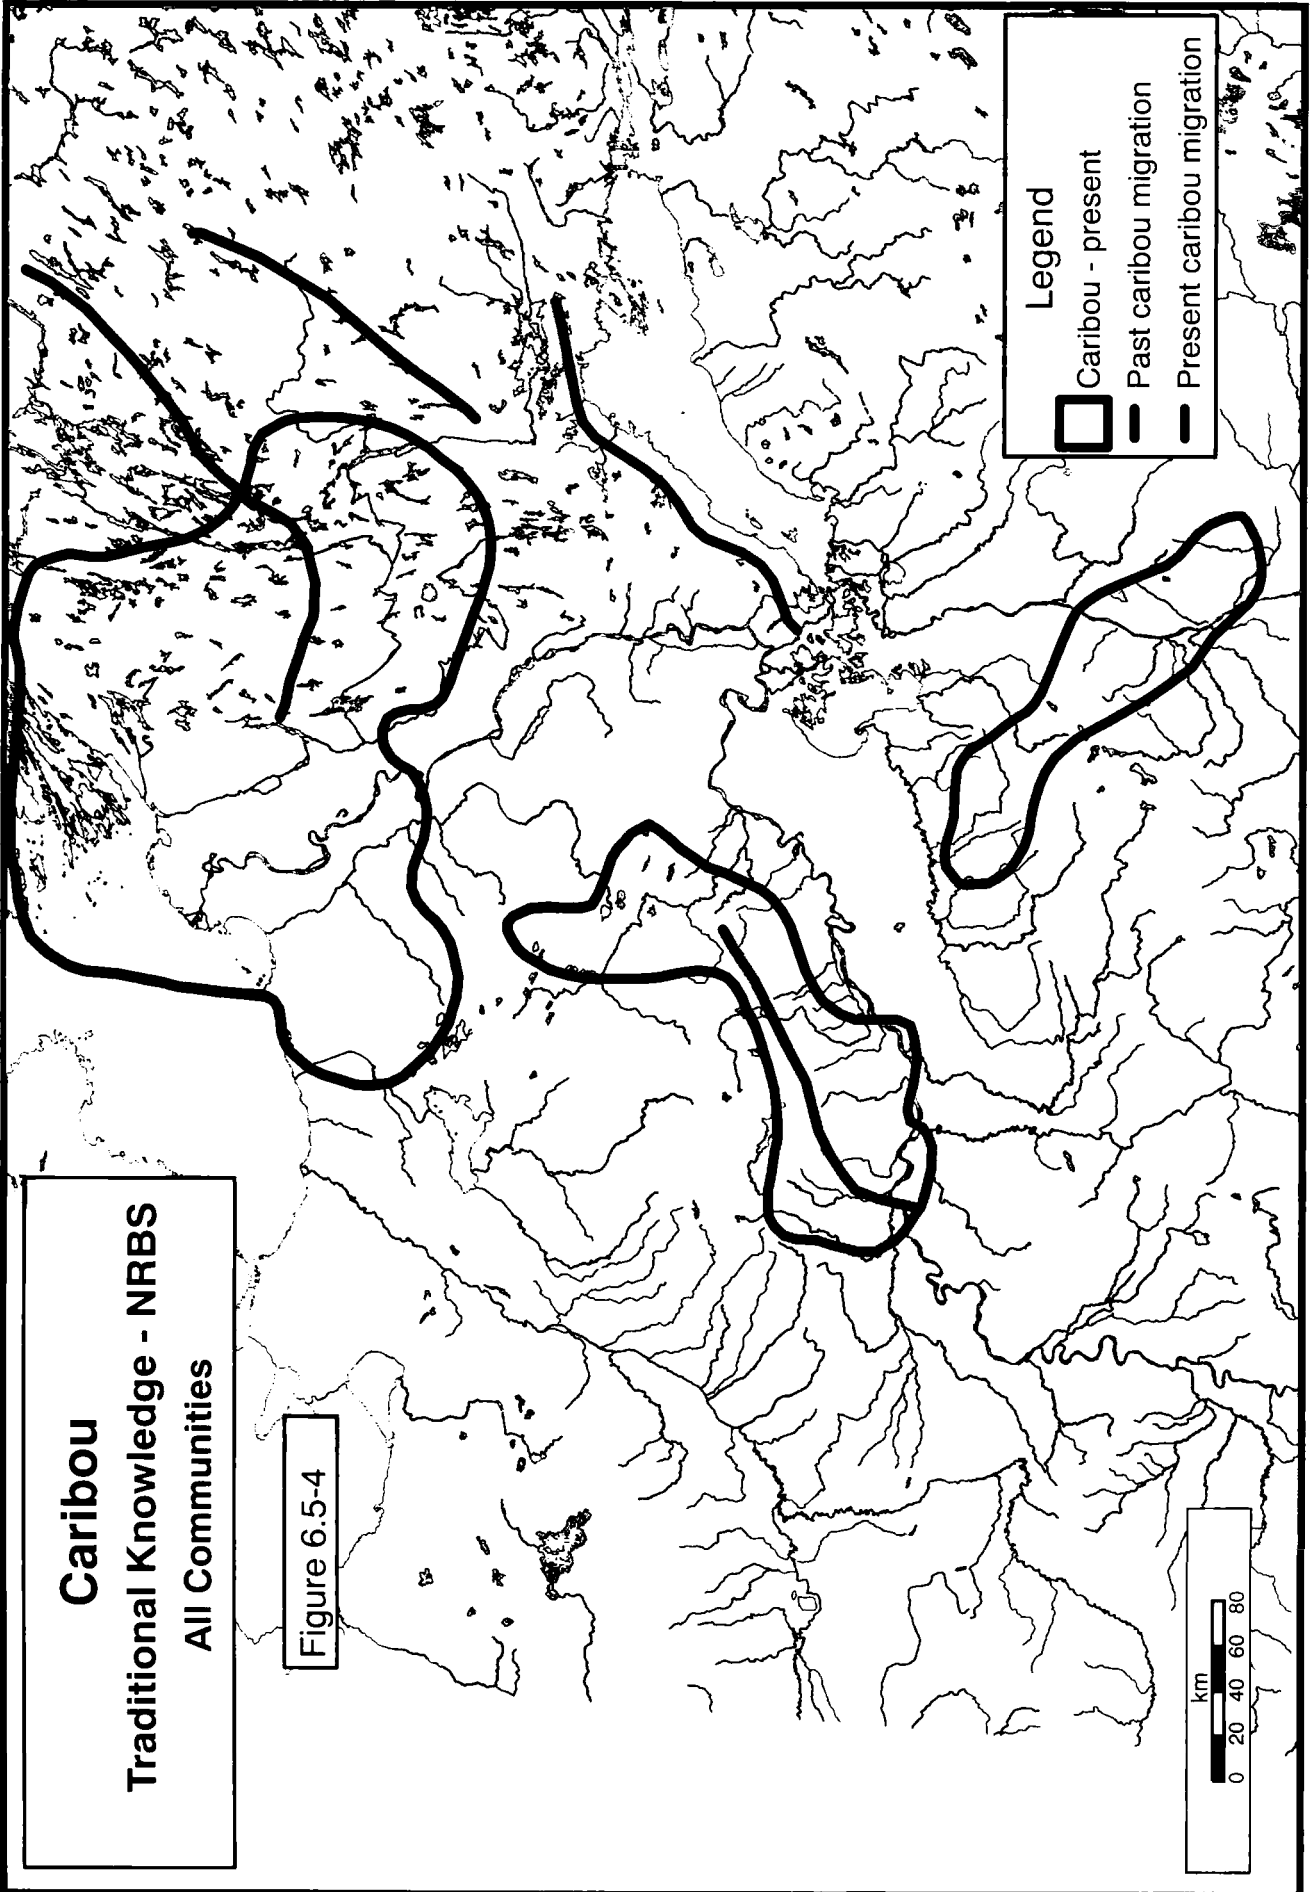 Caribou
Traditional Knowledge - NRBS
All Communities
Figure 6.5-4
km
0 20 40 60 80
Legend
Caribou - present
Past caribou migration
Present caribou migration